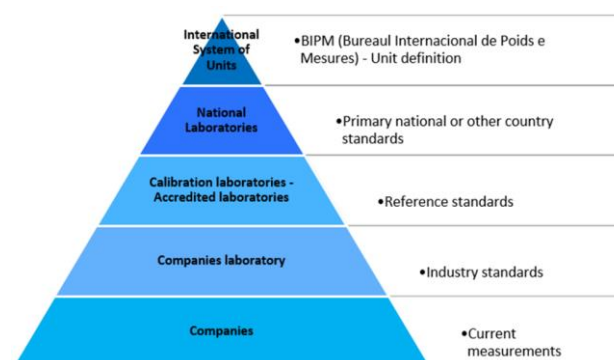 International
System of
Units
•BIPM (Bureaul Internacional de Poids e
Mesures) - Unit definition
National
Laboratories
•Primary national or other country
standards
Calibration laboratories -
Accredited laboratories
•Reference standards
Companies laboratory
•Industry standards
Companies
•Current
measurements